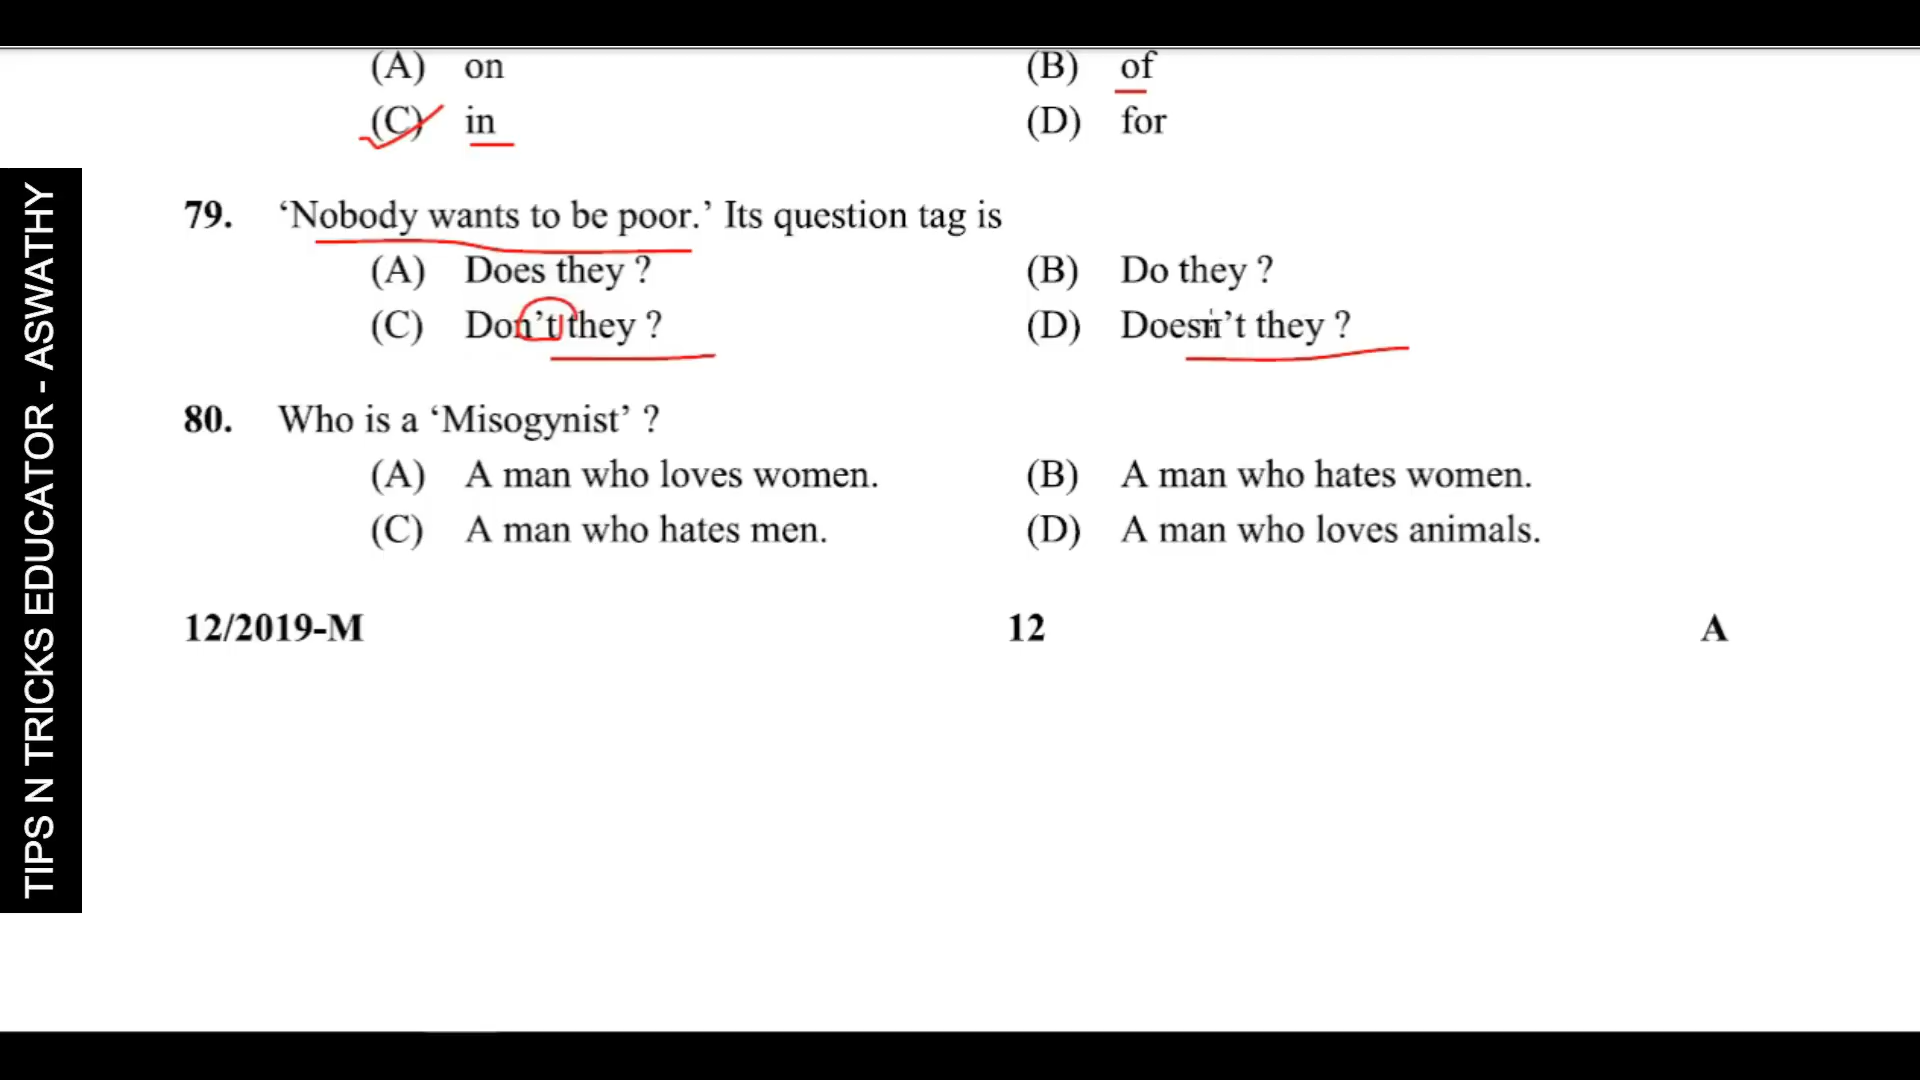 (A) on (B) of
(C) in (D) for
79. ‘Nobody wants to be poor.’ Its question tag is
(A) Does they ? (B) Do they ?
(C) Don’t they ? (D) Doesn’t they ?
80. Who is a ‘Misogynist’ ?
(A) A man who loves women. (B) A man who hates women.
(C) A man who hates men. (D) A man who loves animals.
12/2019-M 12 A
TIPS N TRICKS EDUCATOR - ASWATHY